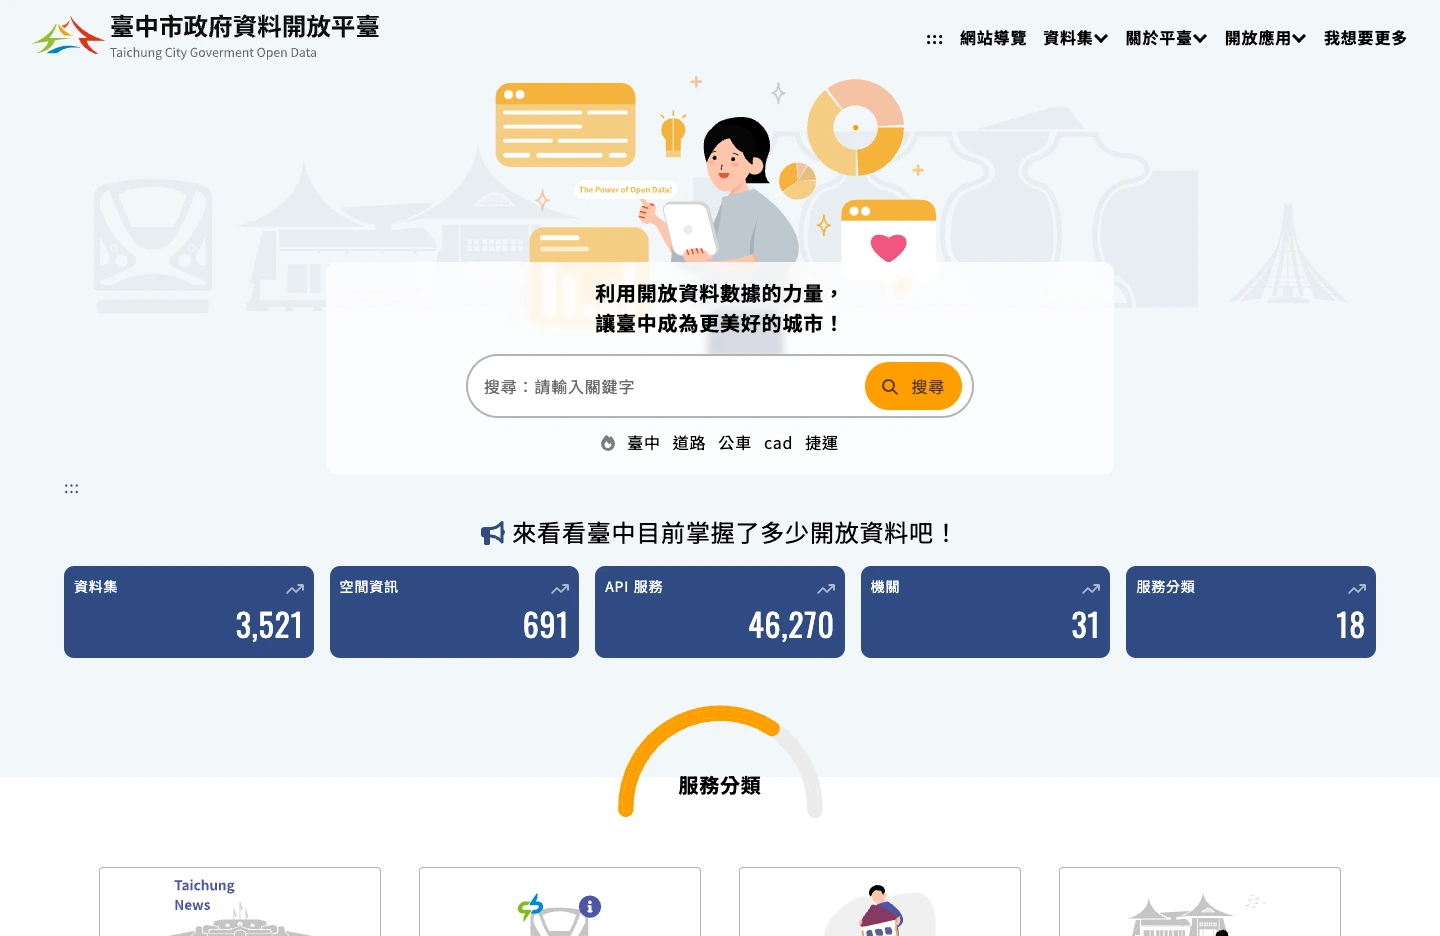 臺中市政府資料開放平臺
Taichung City Goverment Open Data
::: 網站導覽 資料集 關於平臺 開放應用 我想要更多
The Power of Open Data!
利用開放資料數據的力量，
讓臺中成為更美好的城市！
搜尋：請輸入關鍵字 搜尋
臺中 道路 公車 cad 捷運
:::
來看看臺中目前掌握了多少開放資料吧！
資料集
3,521
空間資訊
691
API 服務
46,270
機關
31
服務分類
18
服務分類
Taichung
News